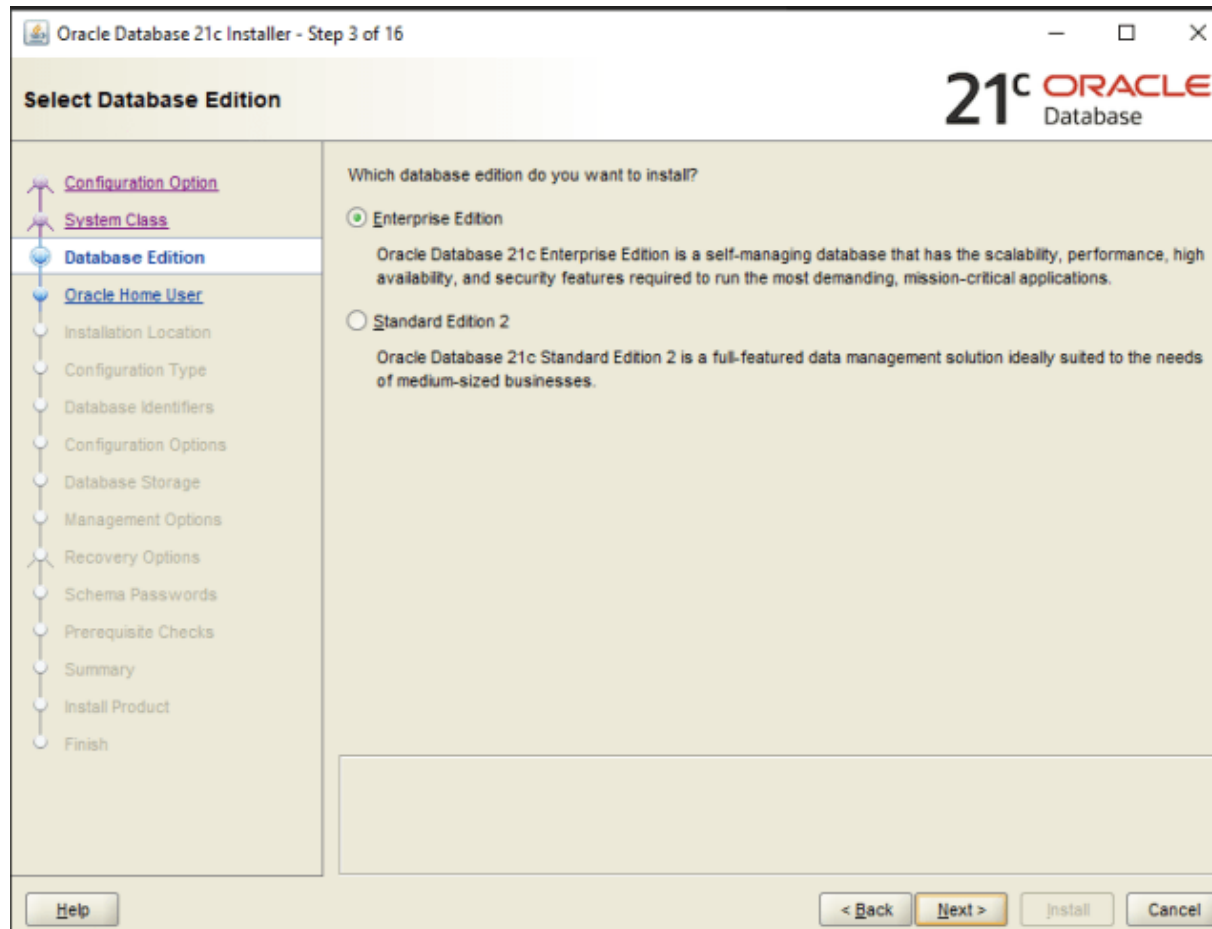 Oracle Database 21c Installer - Step 3 of 16
Select Database Edition
21c ORACLE
Database
Configuration Option
System Class
Database Edition
Oracle Home User
Installation Location
Configuration Type
Database Identifiers
Configuration Options
Database Storage
Management Options
Recovery Options
Schema Passwords
Prerequisite Checks
Summary
Install Product
Finish
Which database edition do you want to install?
Enterprise Edition
Oracle Database 21c Enterprise Edition is a self-managing database that has the scalability, performance, high
availability, and security features required to run the most demanding, mission-critical applications.
Standard Edition 2
Oracle Database 21c Standard Edition 2 is a full-featured data management solution ideally suited to the needs
of medium-sized businesses.
Help
< Back
Next >
Install
Cancel